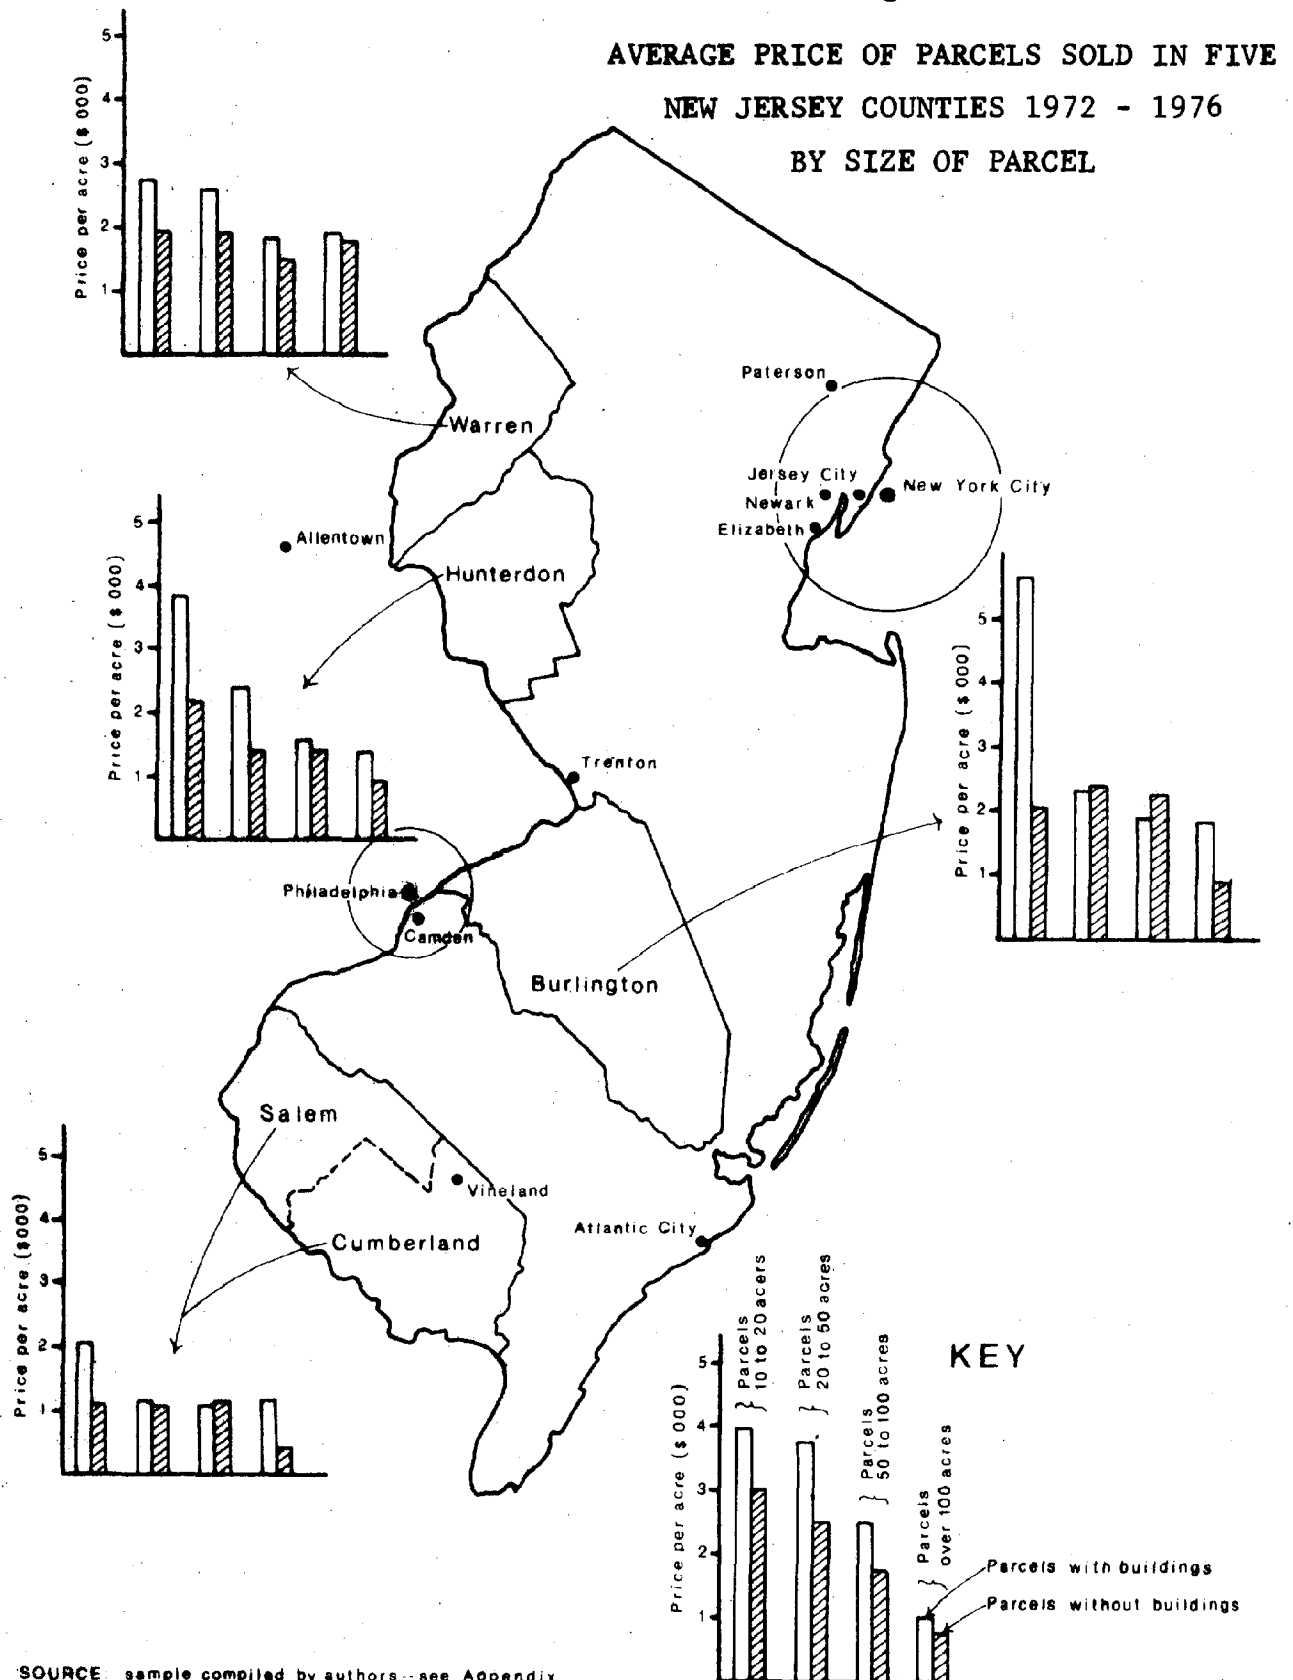 AVERAGE PRICE OF PARCELS SOLD IN FIVE
NEW JERSEY COUNTIES 1972 - 1976
BY SIZE OF PARCEL
Price per acre ($ 000)
5
4
3
2
1
Warren
Paterson
Jersey City
Newark
Elizabeth
New York City
Allentown
Hunterdon
Price per acre ($ 000)
5
4
3
2
1
Price per acre ($ 000)
5
4
3
2
1
Trenton
Philadelphia
Camden
Burlington
Salem
Vineland
Cumberland
Atlantic City
Price per acre ($000)
5
4
3
2
1
KEY
Price per acre ($ 000)
5
4
3
2
1
} Parcels
10 to 20 acers
} Parcels
20 to 50 acres
} Parcels
50 to 100 acres
} Parcels
over 100 acres
Parcels with buildings
Parcels without buildings
SOURCE: sample compiled by authors--see Appendix